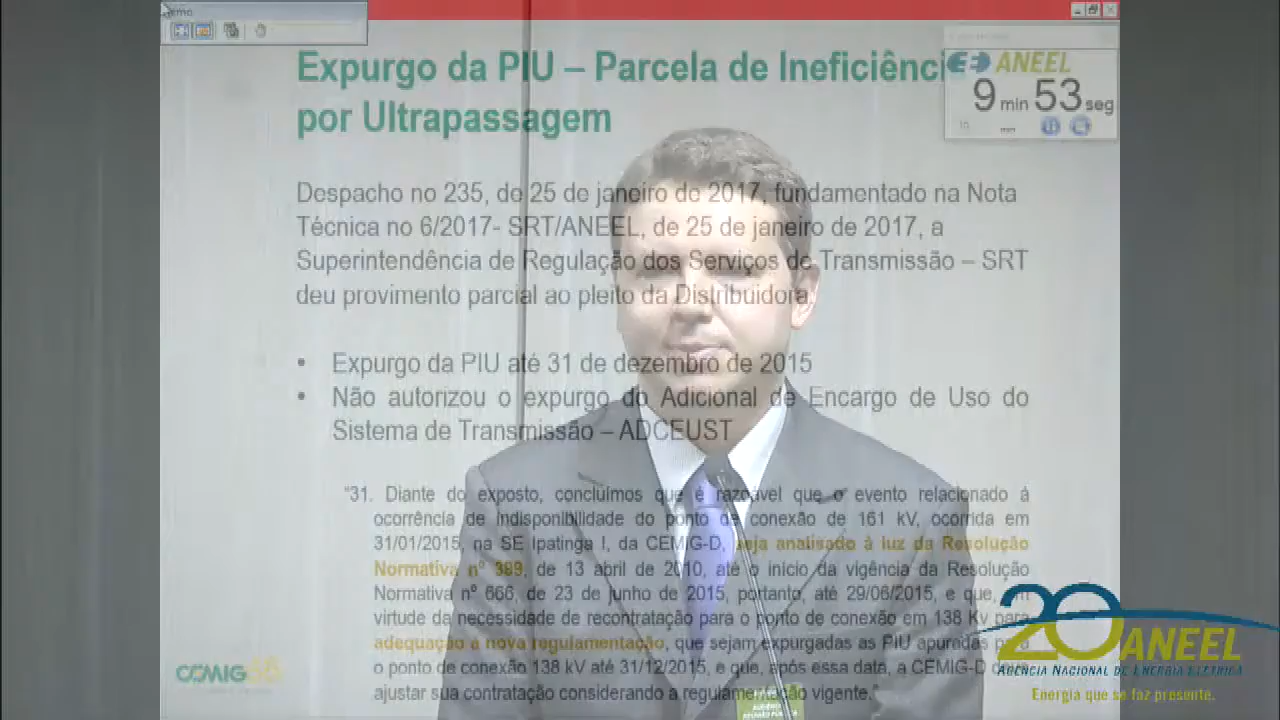 Expurgo da PIU – Parcela de Ineficiênci
por Ultrapassagem
ANEEL
9 min 53 seg
10 min
Despacho no 235, de 25 de janeiro de 2017, fundamentado na Nota
Técnica no 6/2017- SRT/ANEEL, de 25 de janeiro de 2017, a
Superintendência de Regulação dos Serviços de Transmissão – SRT
deu provimento parcial ao pleito da Distribuidora.
• Expurgo da PIU até 31 de dezembro de 2015
• Não autorizou o expurgo do Adicional de Encargo de Uso do
Sistema de Transmissão – ADCEUST
"31. Diante do exposto, concluímos que é razoável que o evento relacionado à
ocorrência de indisponibilidade do ponto de conexão de 161 kV, ocorrida em
31/01/2015, na SE Ipatinga I, da CEMIG-D, seja analisado à luz da Resolução
Normativa nº 389, de 13 abril de 2010, até o início da vigência da Resolução
Normativa nº 666, de 23 de junho de 2015, portanto, até 29/06/2015, e que, em
virtude da necessidade de recontratação para o ponto de conexão em 138 Kv para
adequação à nova regulamentação, que sejam expurgadas as PIU apuradas para
o ponto de conexão 138 kV até 31/12/2015, e que, após essa data, a CEMIG-D
ajustar sua contratação considerando a regulamentação vigente."
CEMIG
20 ANEEL
AGÊNCIA NACIONAL DE ENERGIA ELÉTRICA
Energia que se faz presente.